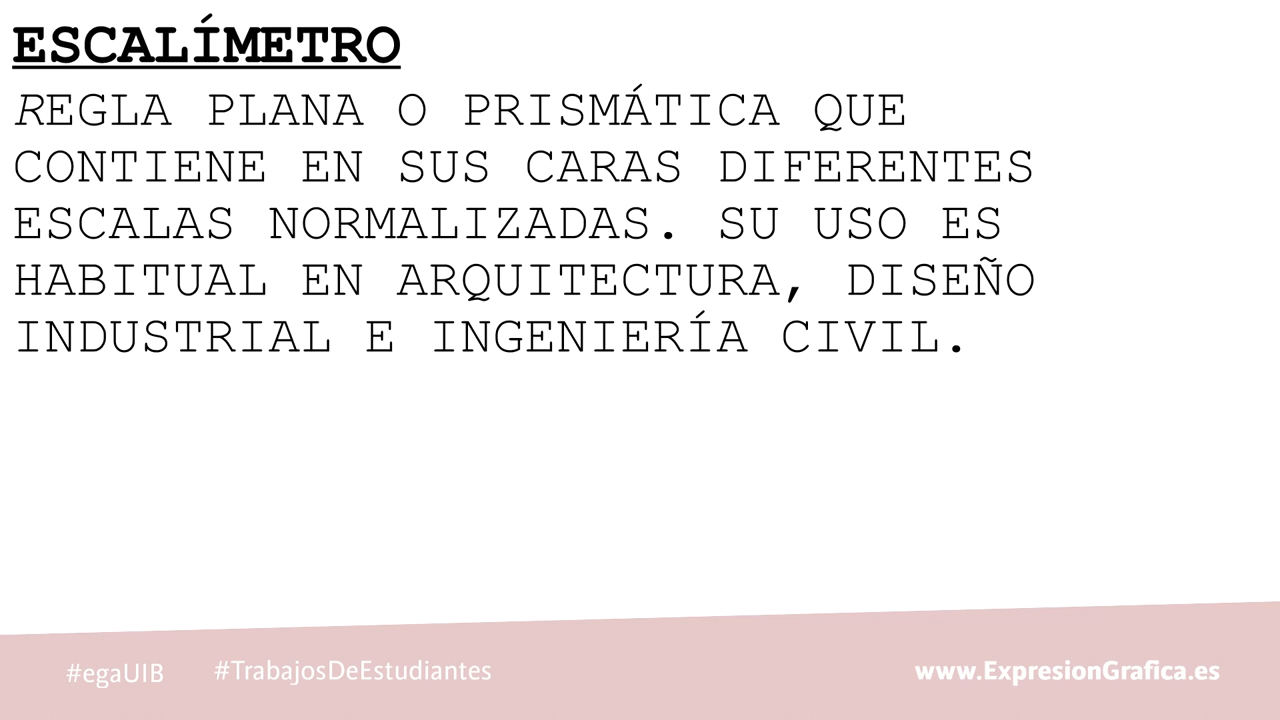 ESCALÍMETRO
REGLA PLANA O PRISMÁTICA QUE
CONTIENE EN SUS CARAS DIFERENTES
ESCALAS NORMALIZADAS. SU USO ES
HABITUAL EN ARQUITECTURA, DISEÑO
INDUSTRIAL E INGENIERÍA CIVIL.
#egaUIB #TrabajosDeEstudiantes www.ExpresionGrafica.es